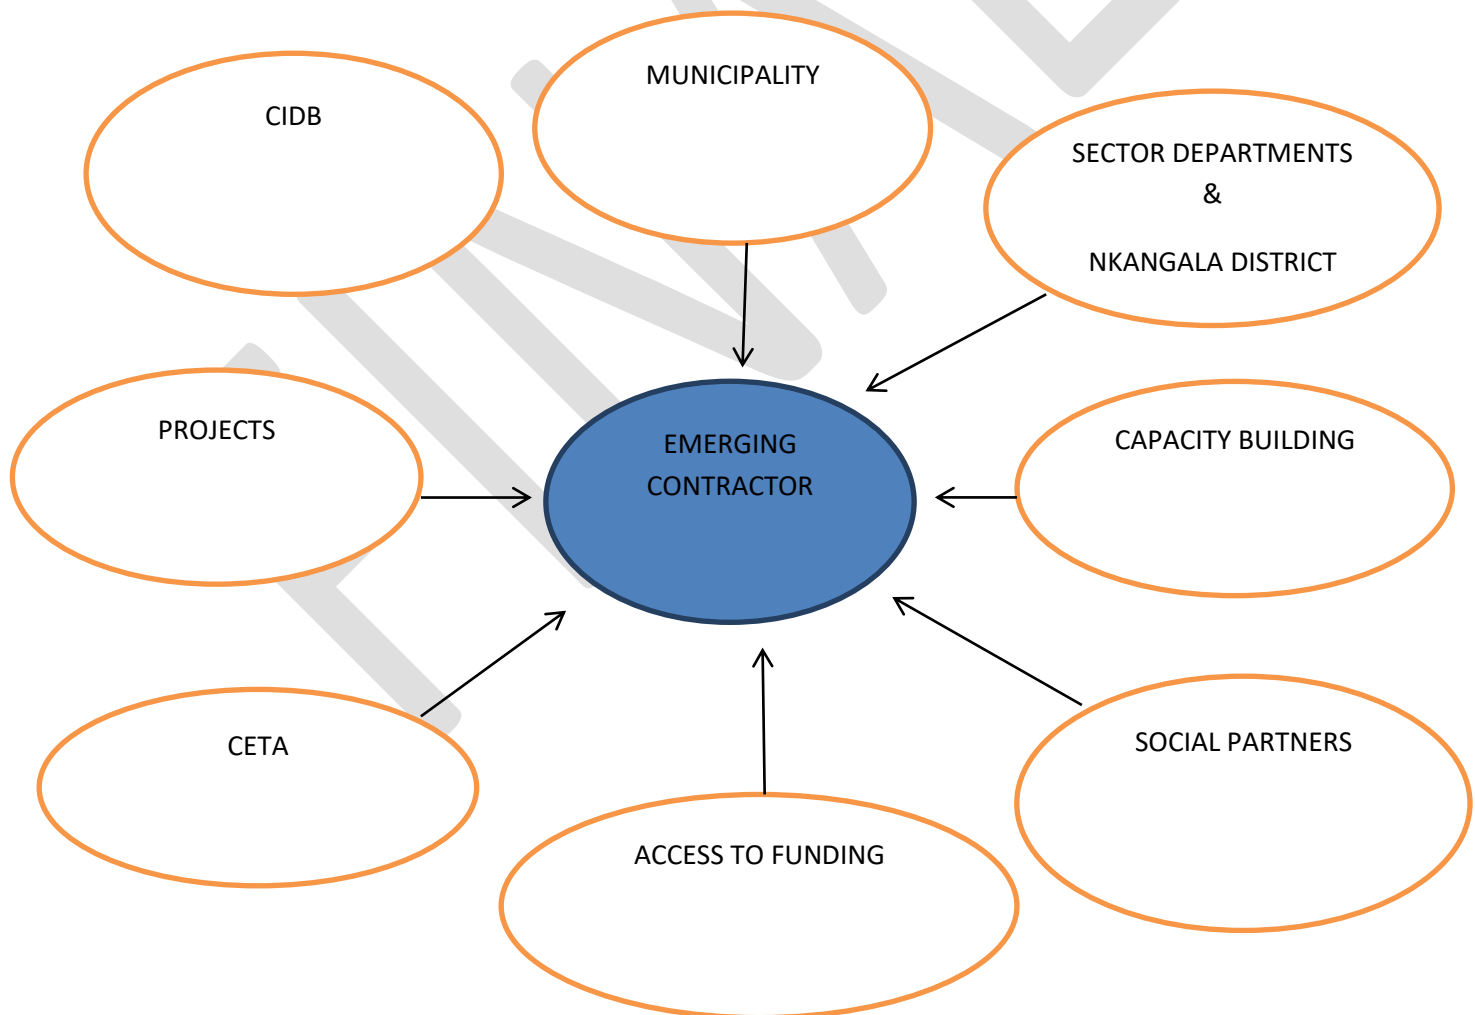 MUNICIPALITY
CIDB
SECTOR DEPARTMENTS
&
NKANGALA DISTRICT
PROJECTS
EMERGING
CONTRACTOR
CAPACITY BUILDING
CETA
SOCIAL PARTNERS
ACCESS TO FUNDING